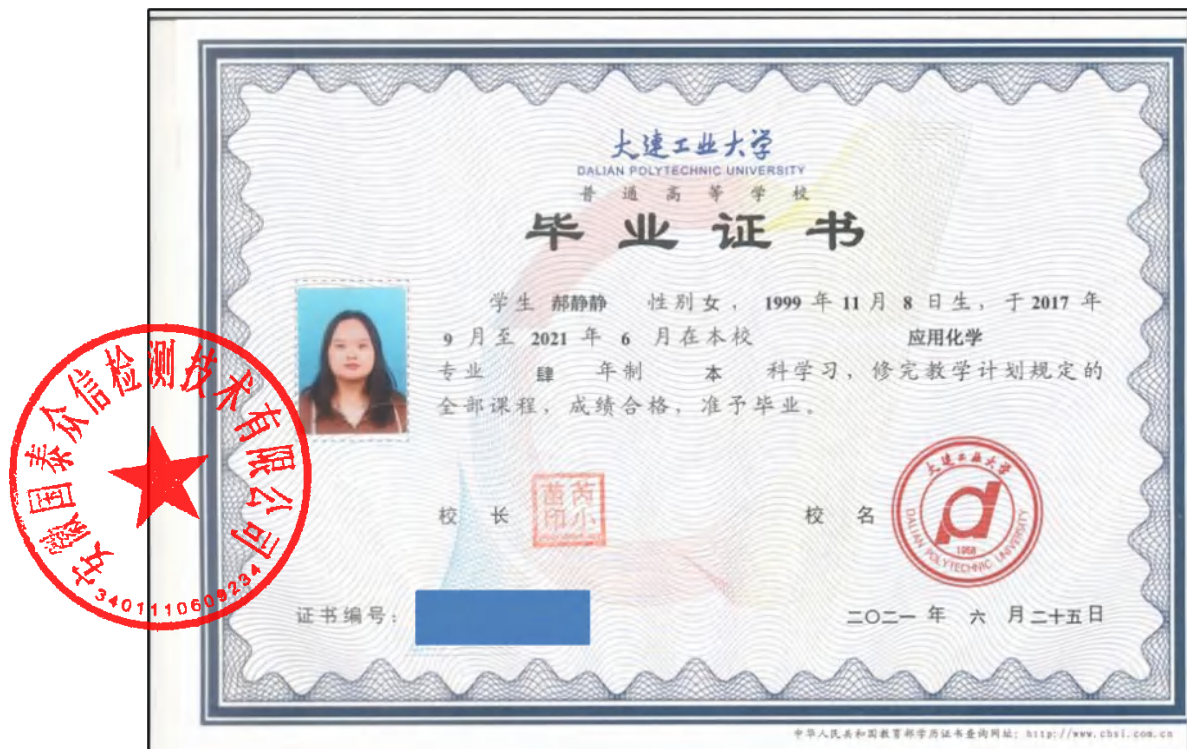 大连工业大学
DALIAN POLYTECHNIC UNIVERSITY
普通高等学校
毕业证书
学生 郝静静 性别 女 ， 1999 年 11 月 8 日生，于 2017 年
9 月至 2021 年 6 月在本校 应用化学
专业 肆 年制 本 科学习，修完教学计划规定的
全部课程，成绩合格，准予毕业。
校 长
校 名
大连工业大学
1958
DALIAN POLYTECHNIC UNIVERSITY
证书编号：
二〇二一 年 六 月二十五日
中华人民共和国教育部学历证书查询网址：http://www.chsi.com.cn
安徽国泰众信检测技术有限公司
3401110609234